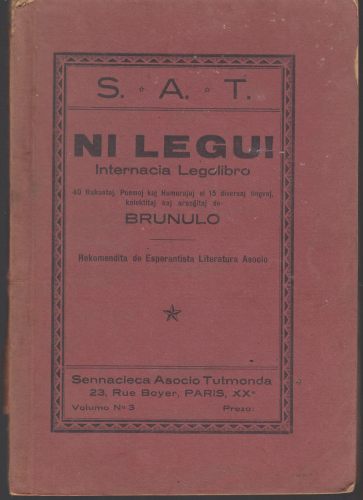 S. ★ A. ★ T.
NI LEGU!
Internacia Legolibro
40 Rakontoj, Poemoj kaj Humoraĵoj el 15 diversaj lingvoj,
kolektitaj kaj aranĝitaj de
BRUNULO
Rekomendita de Esperantista Literatura Asocio
Sennacieca Asocio Tutmonda
23, Rue Boyer, PARIS, XXᵉ
Volumo Nº 3 Prezo: